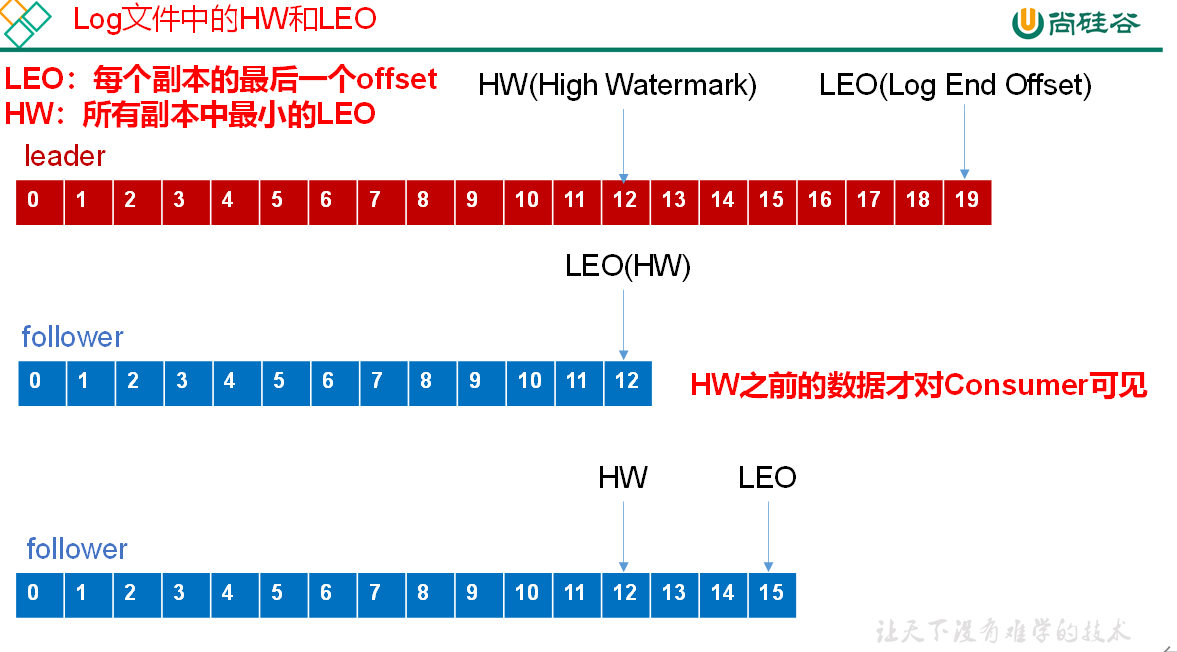 Log文件中的HW和LEO
尚硅谷
LEO：每个副本的最后一个offset
HW：所有副本中最小的LEO
HW(High Watermark)
LEO(Log End Offset)
leader
0 1 2 3 4 5 6 7 8 9 10 11 12 13 14 15 16 17 18 19
LEO(HW)
follower
0 1 2 3 4 5 6 7 8 9 10 11 12
HW之前的数据才对Consumer可见
HW
LEO
follower
0 1 2 3 4 5 6 7 8 9 10 11 12 13 14 15
让天下没有难学的技术